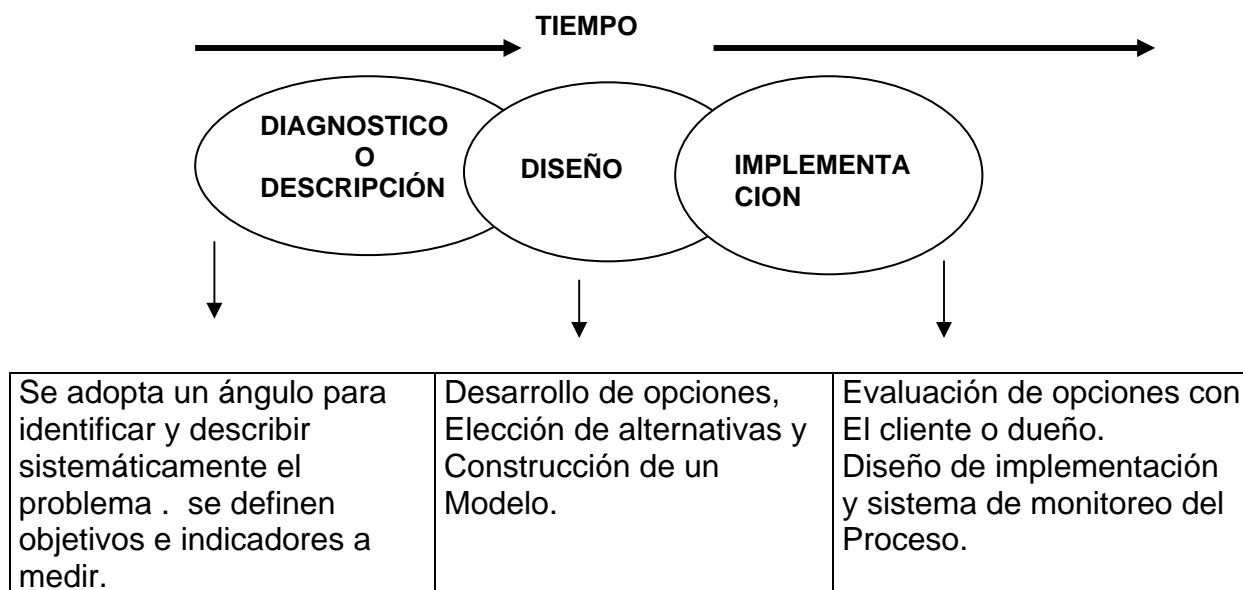 TIEMPO
DIAGNOSTICO
O
DESCRIPCIÓN
DISEÑO
IMPLEMENTA
CION
Se adopta un ángulo para
identificar y describir
sistemáticamente el
problema . se definen
objetivos e indicadores a
medir.
Desarrollo de opciones,
Elección de alternativas y
Construcción de un
Modelo.
Evaluación de opciones con
El cliente o dueño.
Diseño de implementación
y sistema de monitoreo del
Proceso.